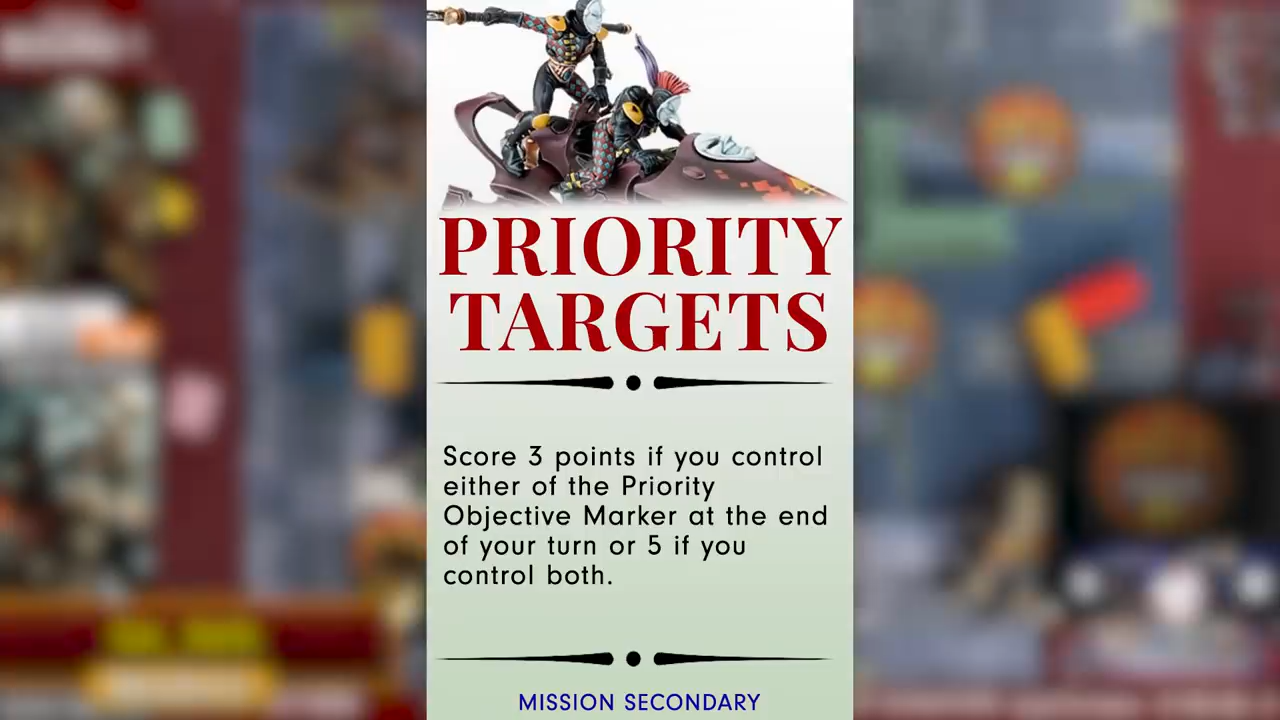 PRIORITY
TARGETS
Score 3 points if you control
either of the Priority
Objective Marker at the end
of your turn or 5 if you
control both.
MISSION SECONDARY